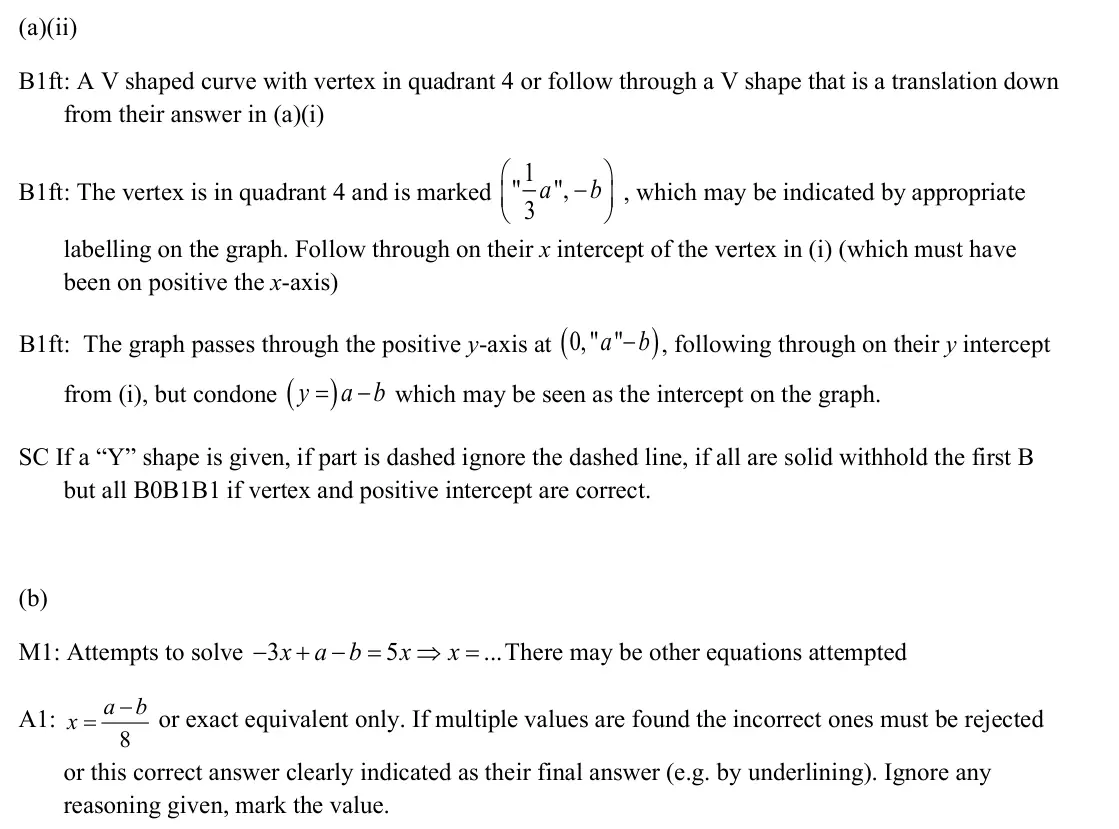 (a)(ii)
B1ft: A V shaped curve with vertex in quadrant 4 or follow through a V shape that is a translation down
from their answer in (a)(i)
B1ft: The vertex is in quadrant 4 and is marked ("1/3 a", −b) , which may be indicated by appropriate
labelling on the graph. Follow through on their x intercept of the vertex in (i) (which must have
been on positive the x-axis)
B1ft: The graph passes through the positive y-axis at (0,"a"−b), following through on their y intercept
from (i), but condone (y =)a − b which may be seen as the intercept on the graph.
SC If a “Y” shape is given, if part is dashed ignore the dashed line, if all are solid withhold the first B
but all B0B1B1 if vertex and positive intercept are correct.
(b)
M1: Attempts to solve −3x + a − b = 5x ⇒ x = ... There may be other equations attempted
A1: x = (a − b)/8 or exact equivalent only. If multiple values are found the incorrect ones must be rejected
or this correct answer clearly indicated as their final answer (e.g. by underlining). Ignore any
reasoning given, mark the value.